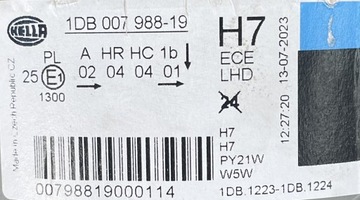 HELLA
1DB 007 988-19
H7
PL
A HR HC 1b
25 E1 02 04 04 01
1300
ECE
LHD
24
13-07-2023
12:27:20
Made in Czech Republic CZ
H7
H7
PY21W
W5W
00798819000114
1DB.1223-1DB.1224